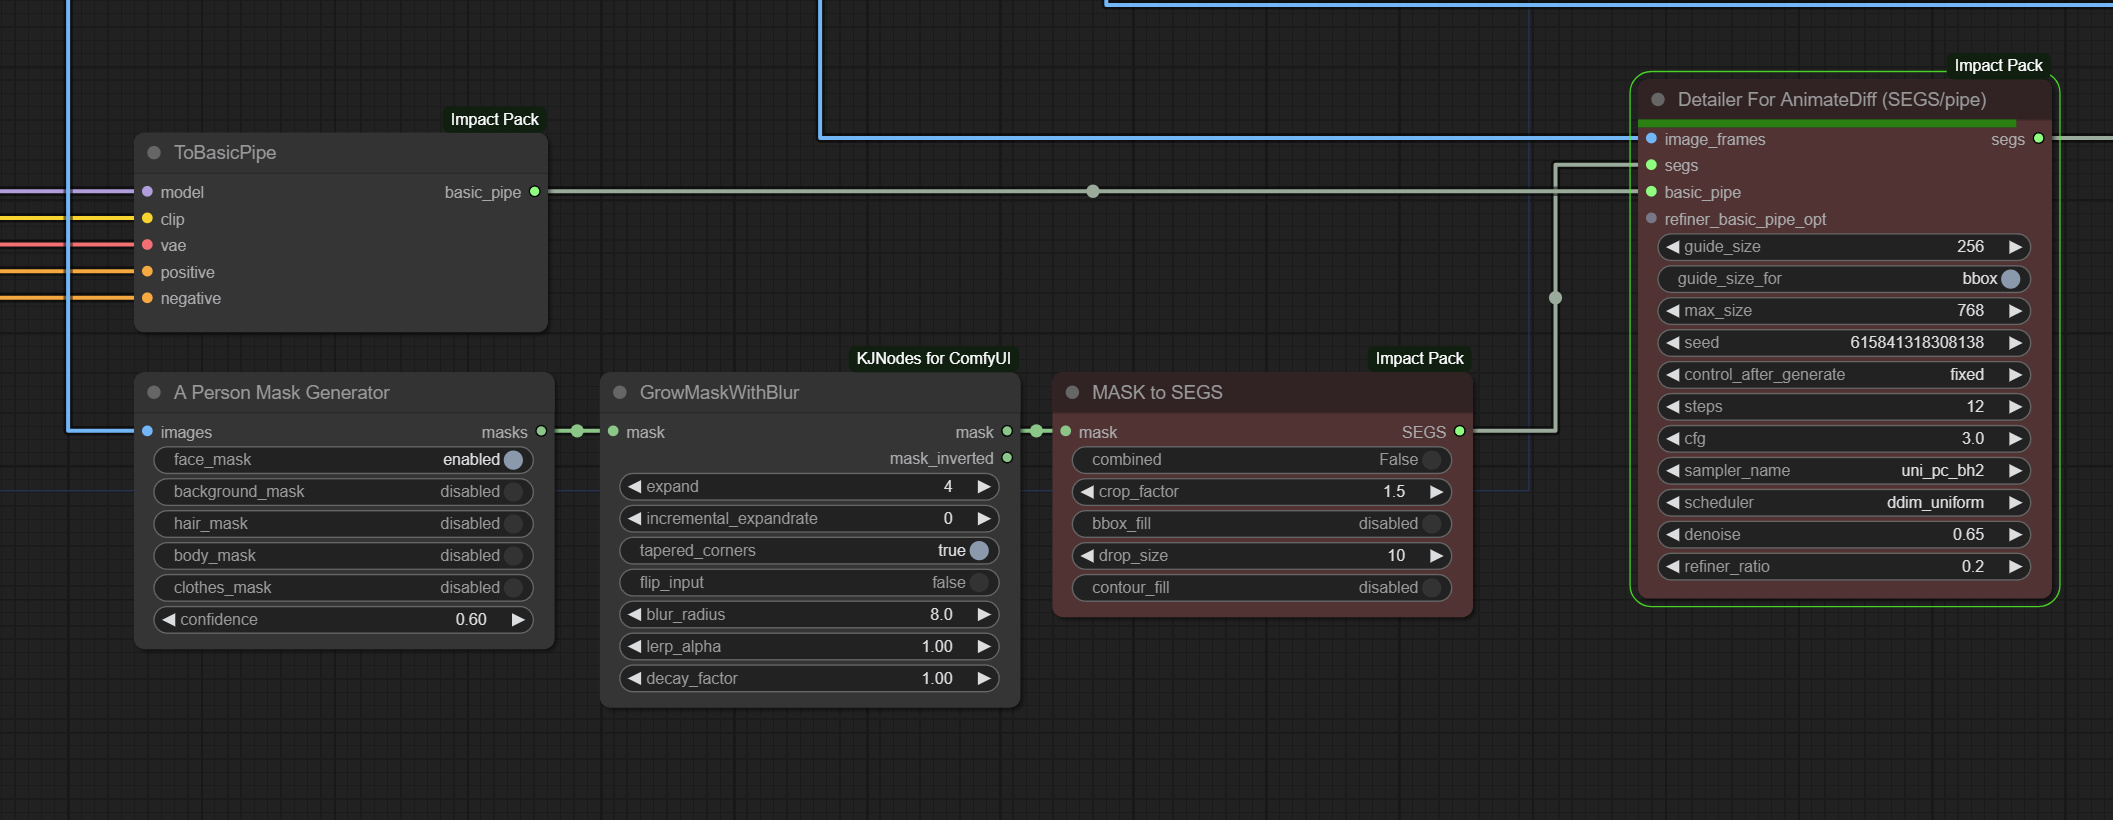 Impact Pack
ToBasicPipe
model basic_pipe
clip
vae
positive
negative
A Person Mask Generator
images masks
face_mask enabled
background_mask disabled
hair_mask disabled
body_mask disabled
clothes_mask disabled
confidence 0.60
KJNodes for ComfyUI
GrowMaskWithBlur
mask mask
mask_inverted
expand 4
incremental_expandrate 0
tapered_corners true
flip_input false
blur_radius 8.0
lerp_alpha 1.00
decay_factor 1.00
Impact Pack
MASK to SEGS
mask SEGS
combined False
crop_factor 1.5
bbox_fill disabled
drop_size 10
contour_fill disabled
Impact Pack
Detailer For AnimateDiff (SEGS/pipe)
image_frames segs
segs
basic_pipe
refiner_basic_pipe_opt
guide_size 256
guide_size_for bbox
max_size 768
seed 615841318308138
control_after_generate fixed
steps 12
cfg 3.0
sampler_name uni_pc_bh2
scheduler ddim_uniform
denoise 0.65
refiner_ratio 0.2